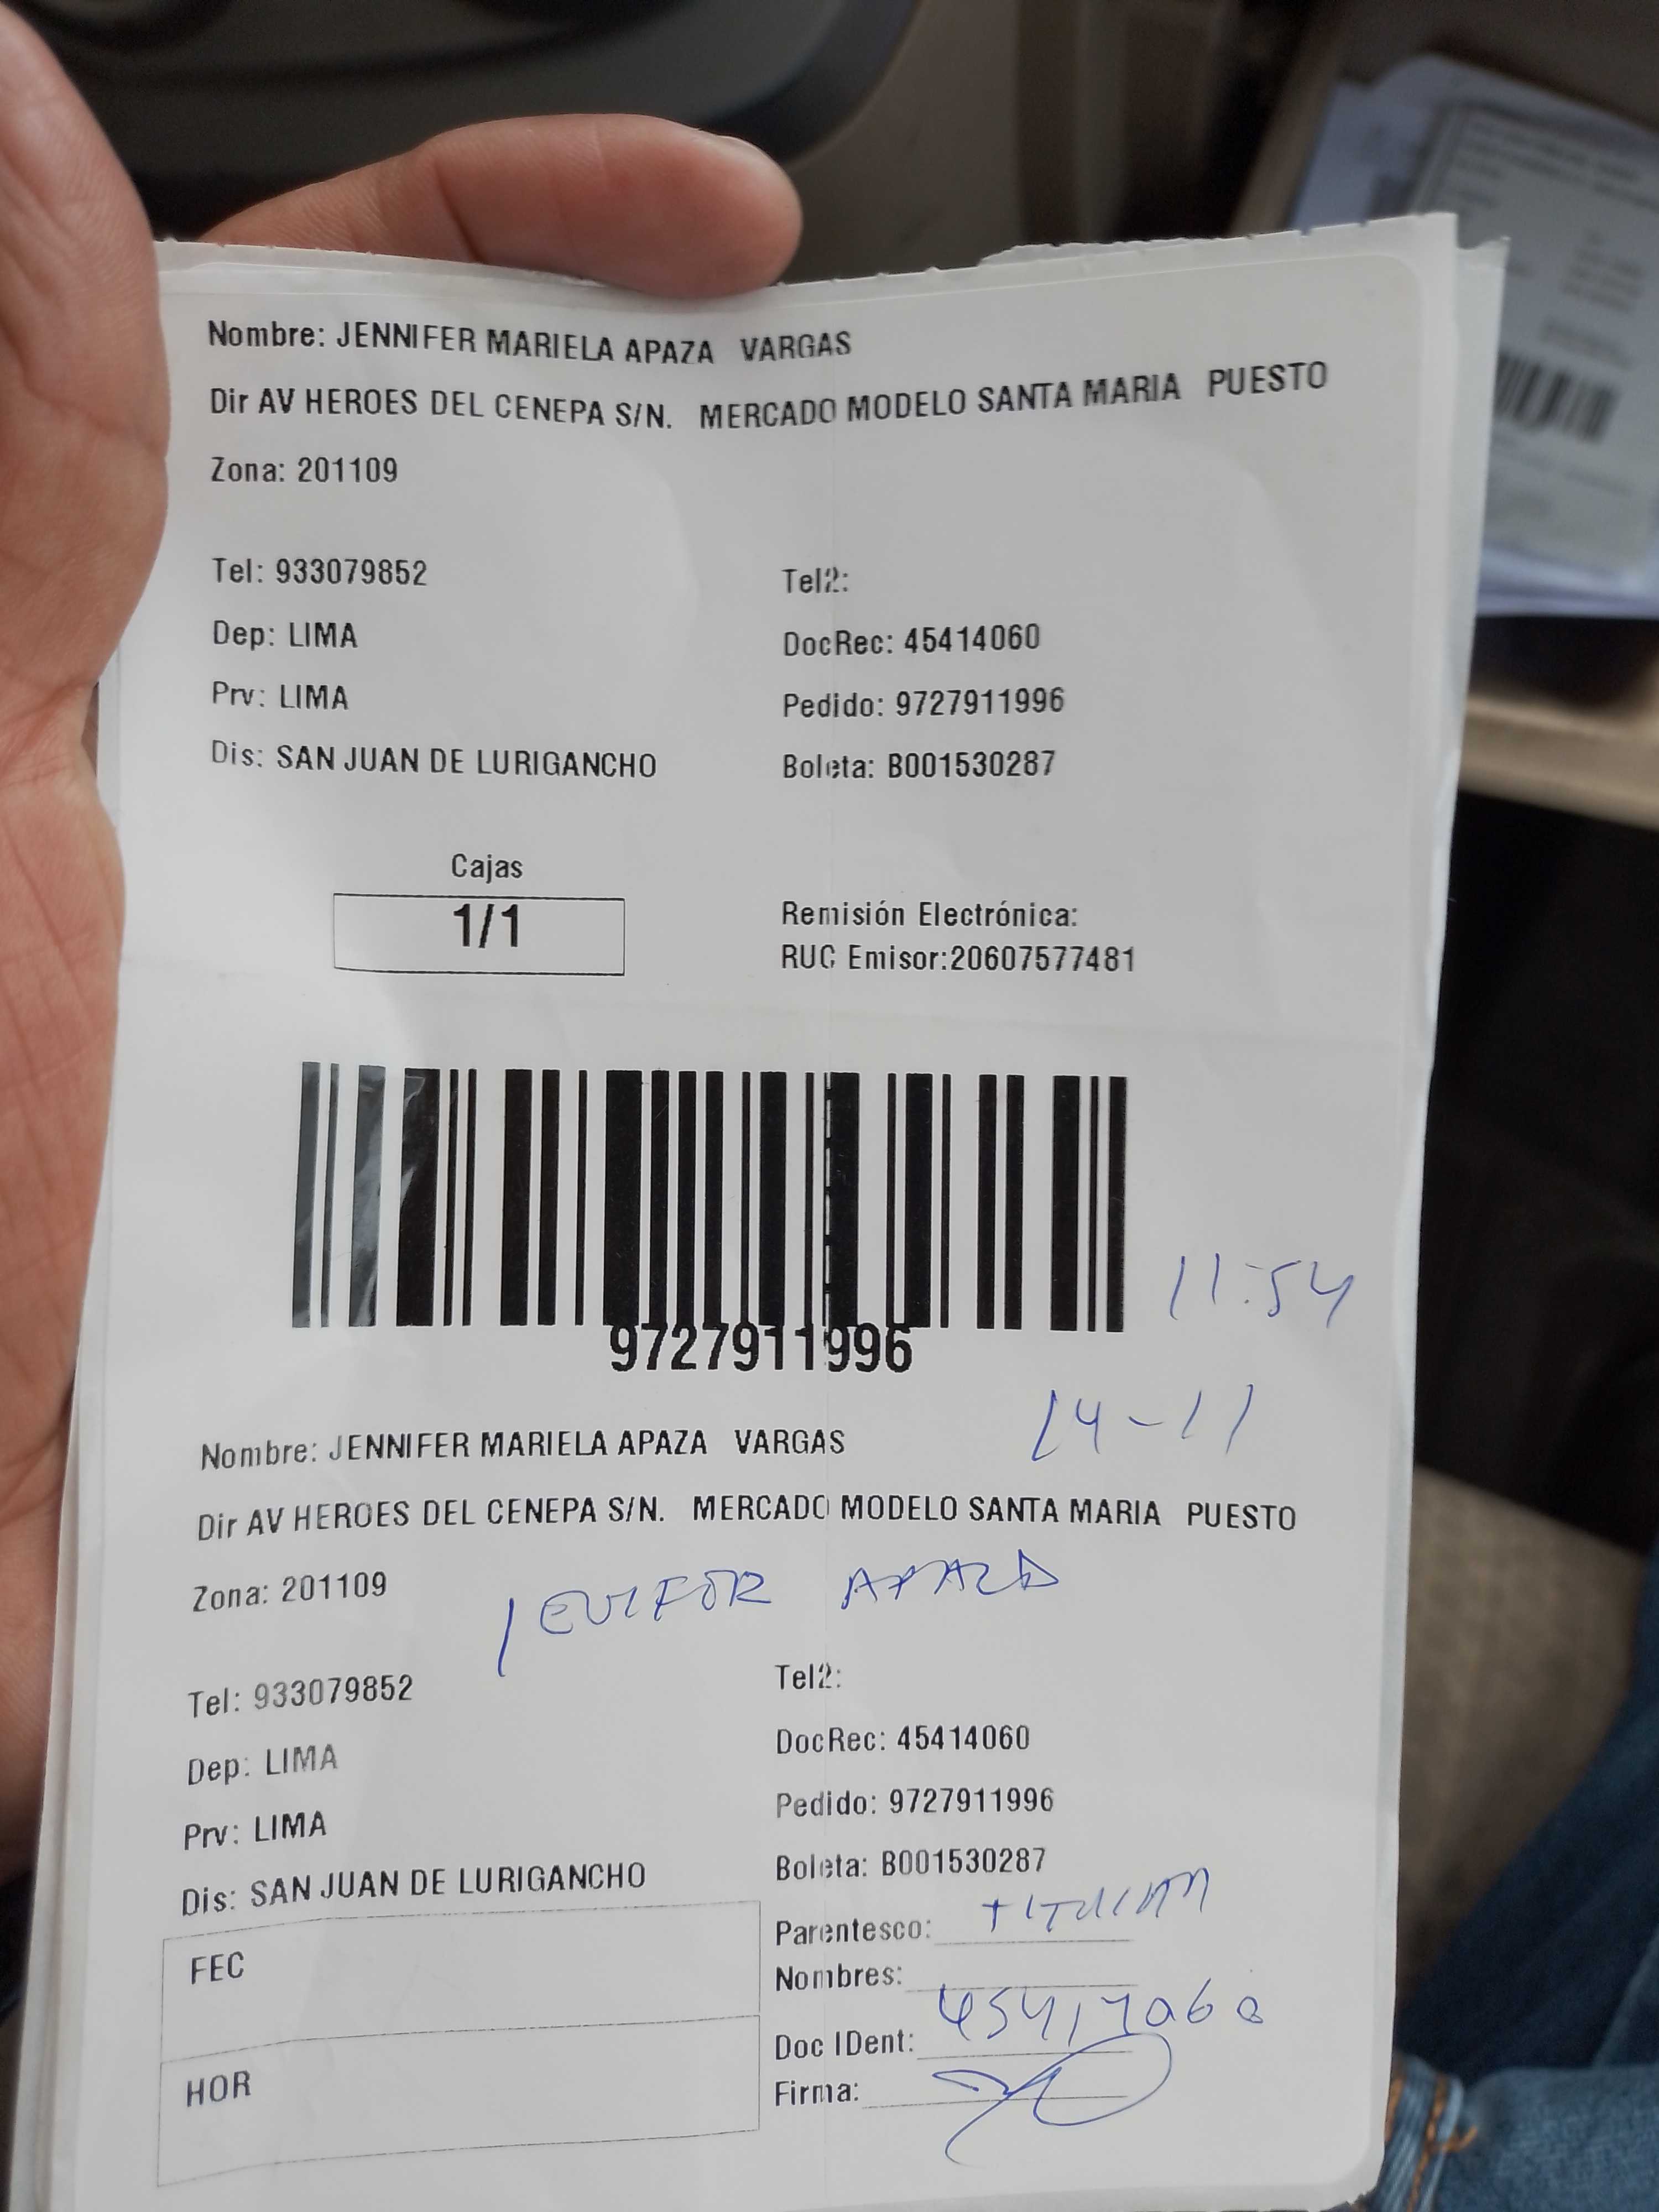 Nombre: JENNIFER MARIELA APAZA VARGAS
Dir AV HEROES DEL CENEPA S/N. MERCADO MODELO SANTA MARIA PUESTO
Zona: 201109
Tel: 933079852 Tel2:
Dep: LIMA DocRec: 45414060
Prv: LIMA Pedido: 9727911996
Dis: SAN JUAN DE LURIGANCHO Boleta: B001530287
Cajas
1/1
Remisión Electrónica:
RUC Emisor:20607577481
11:54
9727911996
14-11
Nombre: JENNIFER MARIELA APAZA VARGAS
Dir AV HEROES DEL CENEPA S/N. MERCADO MODELO SANTA MARIA PUESTO
Zona: 201109
APAZA
Tel: 933079852 Tel2:
Dep: LIMA DocRec: 45414060
Prv: LIMA Pedido: 9727911996
Dis: SAN JUAN DE LURIGANCHO Boleta: B001530287
FEC
HOR
Parentesco: TITULAR
Nombres:
Doc IDent: 45414060
Firma: